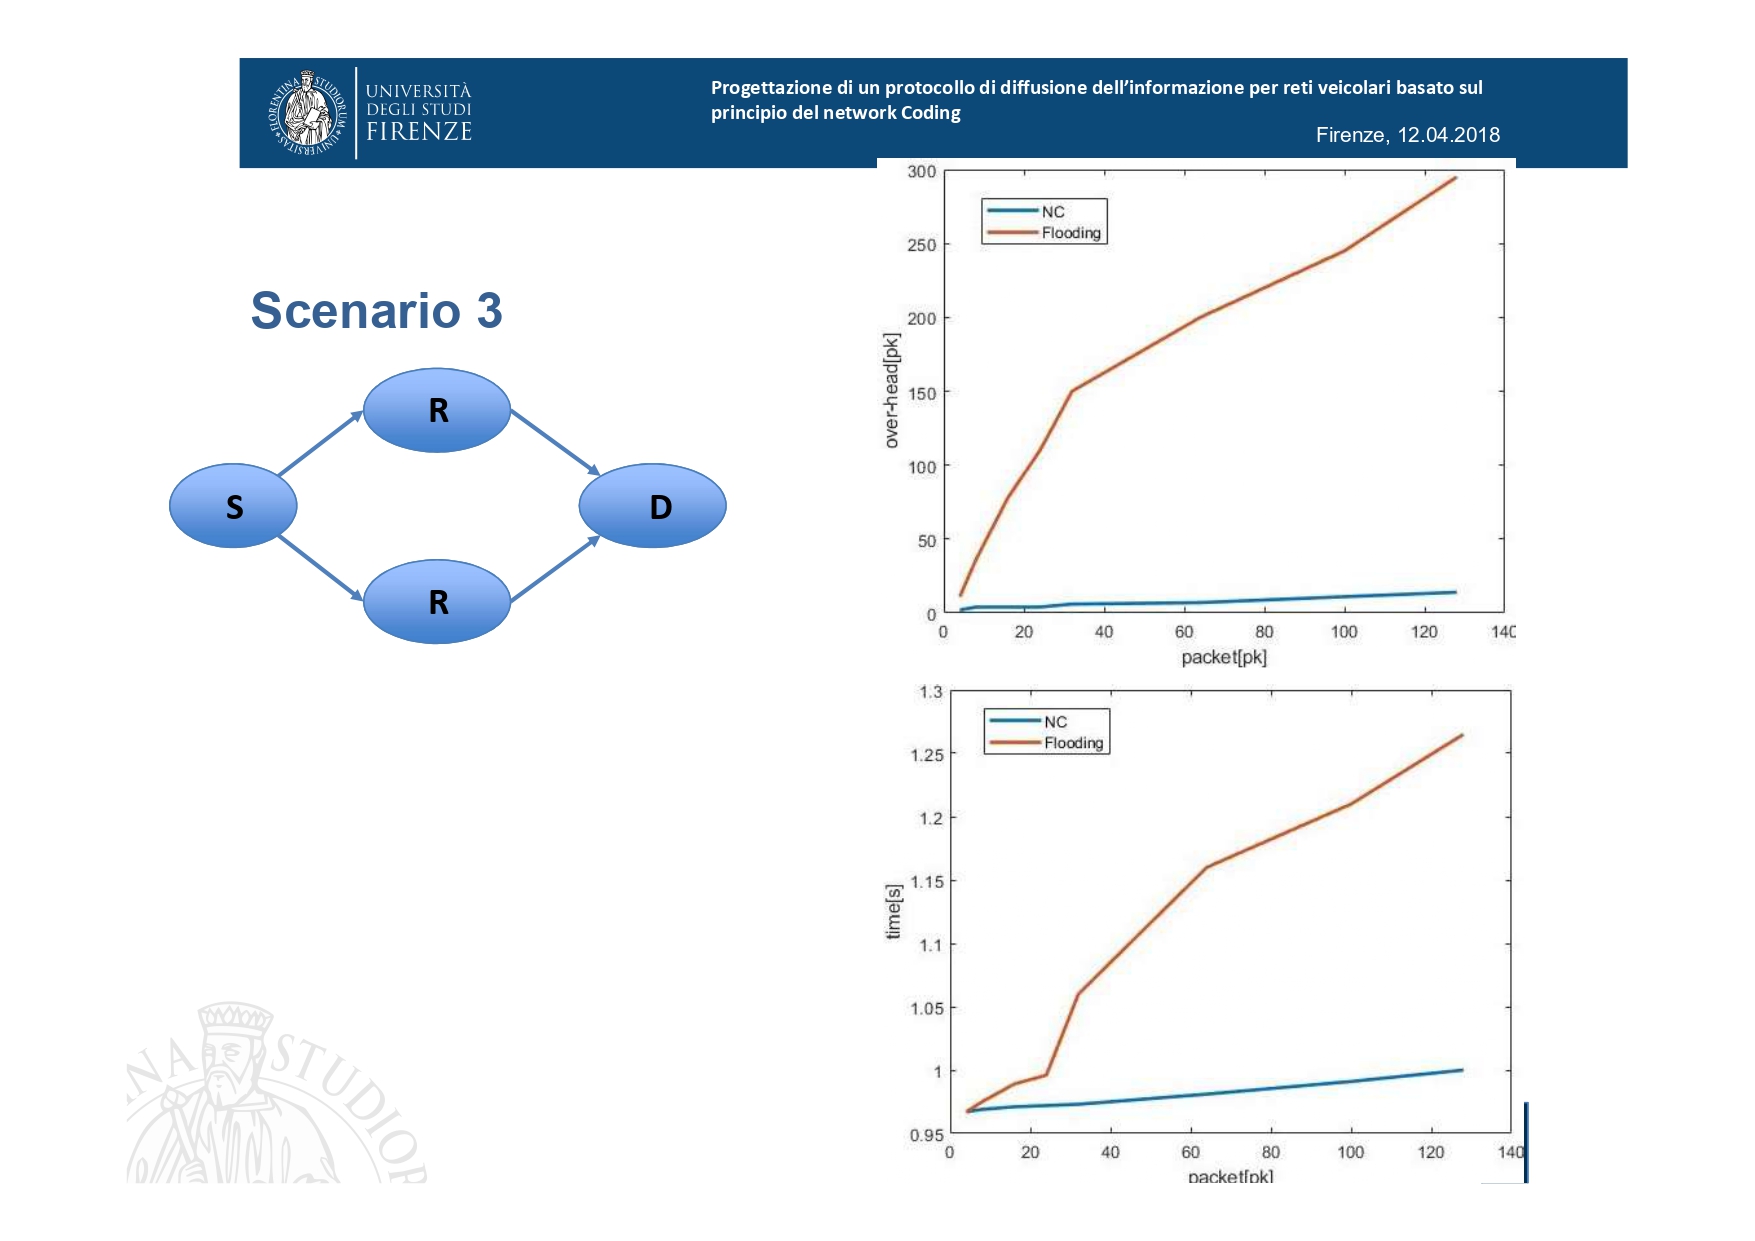 UNIVERSITÀ
DEGLI STUDI
FIRENZE
Progettazione di un protocollo di diffusione dell'informazione per reti veicolari basato sul
principio del network Coding
Firenze, 12.04.2018
Scenario 3
R
S
D
R
300
250
200
150
100
50
0
over-head[pk]
NC
Flooding
0 20 40 60 80 100 120 140
packet[pk]
1.3
1.25
1.2
1.15
1.1
1.05
1
0.95
time[s]
NC
Flooding
0 20 40 60 80 100 120 140
packet[pk]
NA STUDIOR